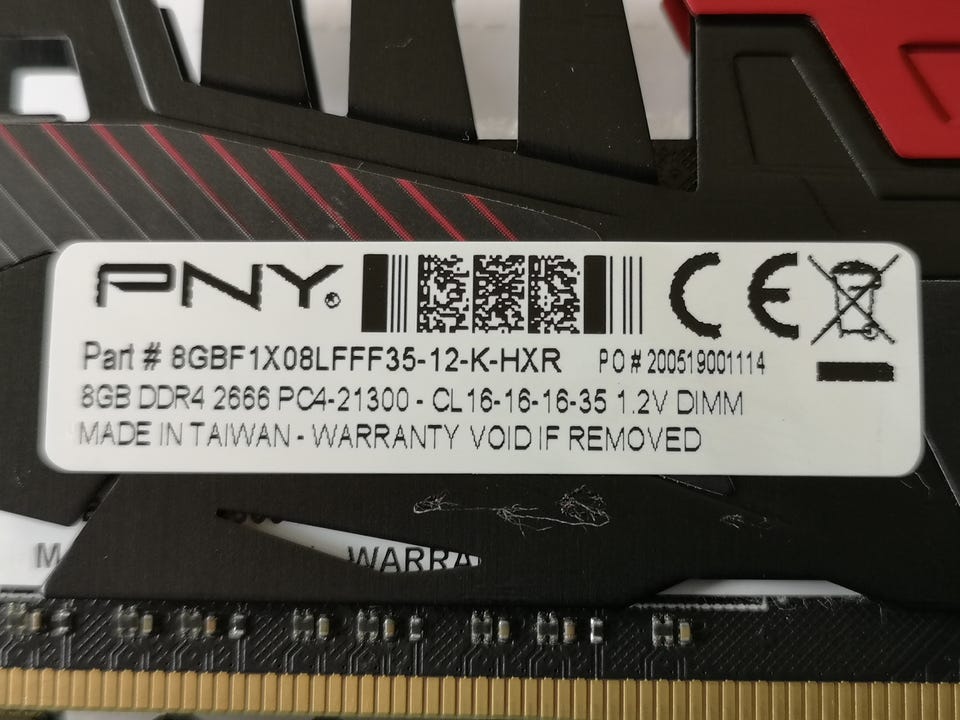 PNY
CE
Part # 8GBF1X08LFFF35-12-K-HXR PO # 200519001114
8GB DDR4 2666 PC4-21300 - CL16-16-16-35 1.2V DIMM
MADE IN TAIWAN - WARRANTY VOID IF REMOVED
M
WARRA